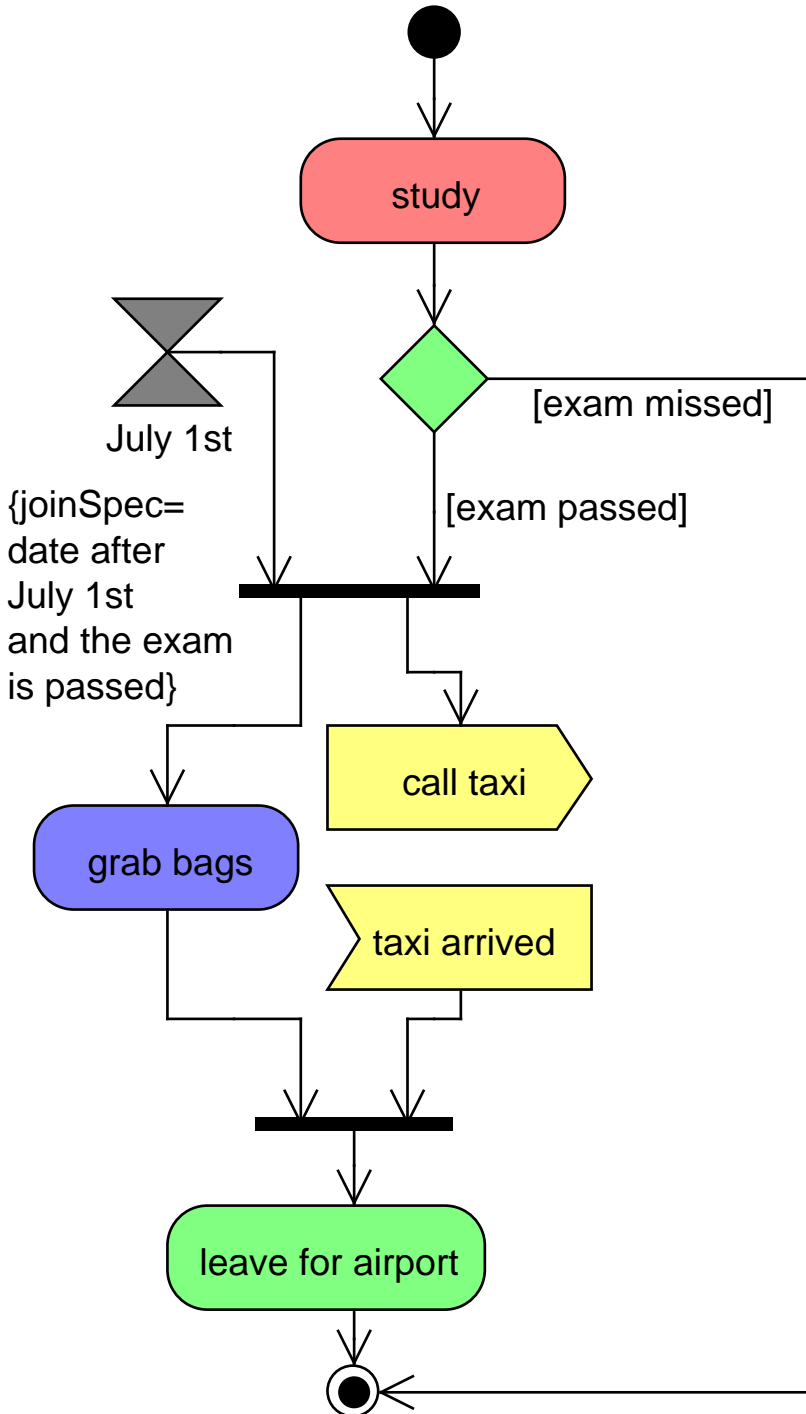 study
[exam missed]
July 1st
{joinSpec=
date after
July 1st
and the exam
is passed}
[exam passed]
call taxi
grab bags
taxi arrived
leave for airport